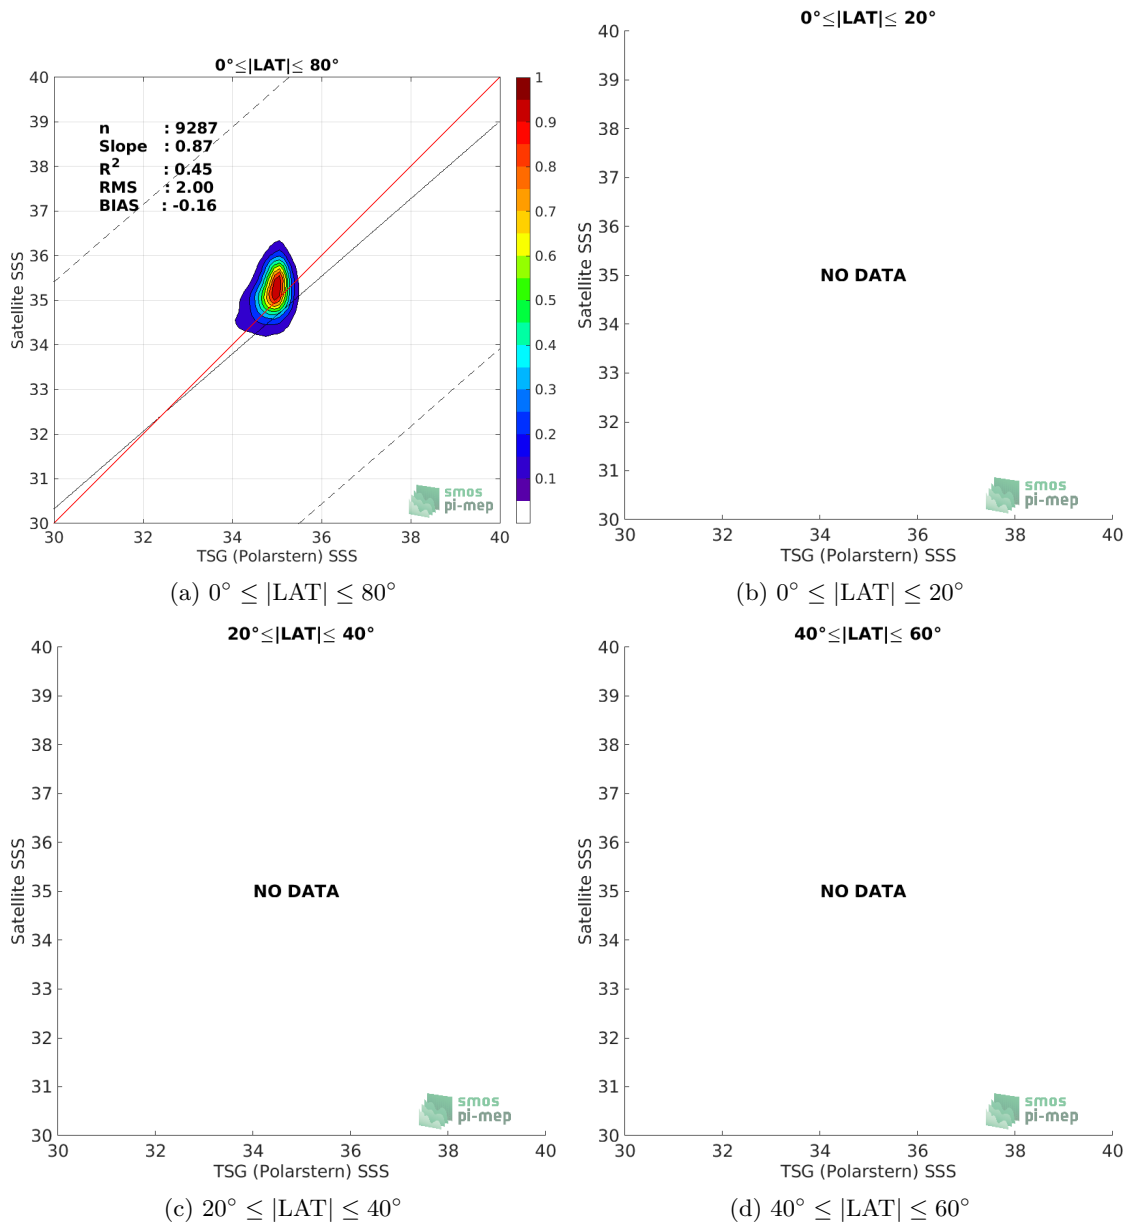 0°≤|LAT|≤ 80°
40
39
38
37
36
35
34
33
32
31
30
Satellite SSS
n : 9287
Slope : 0.87
R² : 0.45
RMS : 2.00
BIAS : -0.16
1
0.9
0.8
0.7
0.6
0.5
0.4
0.3
0.2
0.1
smos
pi-mep
30 32 34 36 38 40
TSG (Polarstern) SSS
(a) 0° ≤ |LAT| ≤ 80°
0°≤|LAT|≤ 20°
40
39
38
37
36
35
34
33
32
31
30
Satellite SSS
NO DATA
smos
pi-mep
30 32 34 36 38 40
TSG (Polarstern) SSS
(b) 0° ≤ |LAT| ≤ 20°
20°≤|LAT|≤ 40°
40
39
38
37
36
35
34
33
32
31
30
Satellite SSS
NO DATA
smos
pi-mep
30 32 34 36 38 40
TSG (Polarstern) SSS
(c) 20° ≤ |LAT| ≤ 40°
40°≤|LAT|≤ 60°
40
39
38
37
36
35
34
33
32
31
30
Satellite SSS
NO DATA
smos
pi-mep
30 32 34 36 38 40
TSG (Polarstern) SSS
(d) 40° ≤ |LAT| ≤ 60°